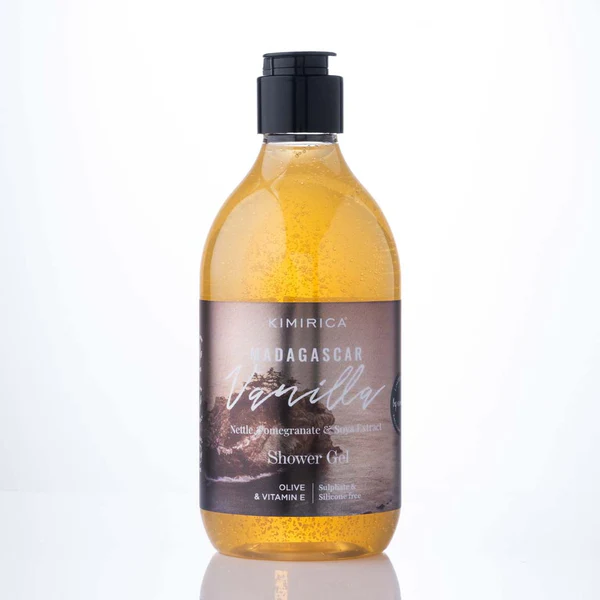 KIMIRICA
MADAGASCAR
Vanilla
Nettle, Pomegranate & Soya Extract
Shower Gel
OLIVE
& VITAMIN E
Sulphate &
Silicone free